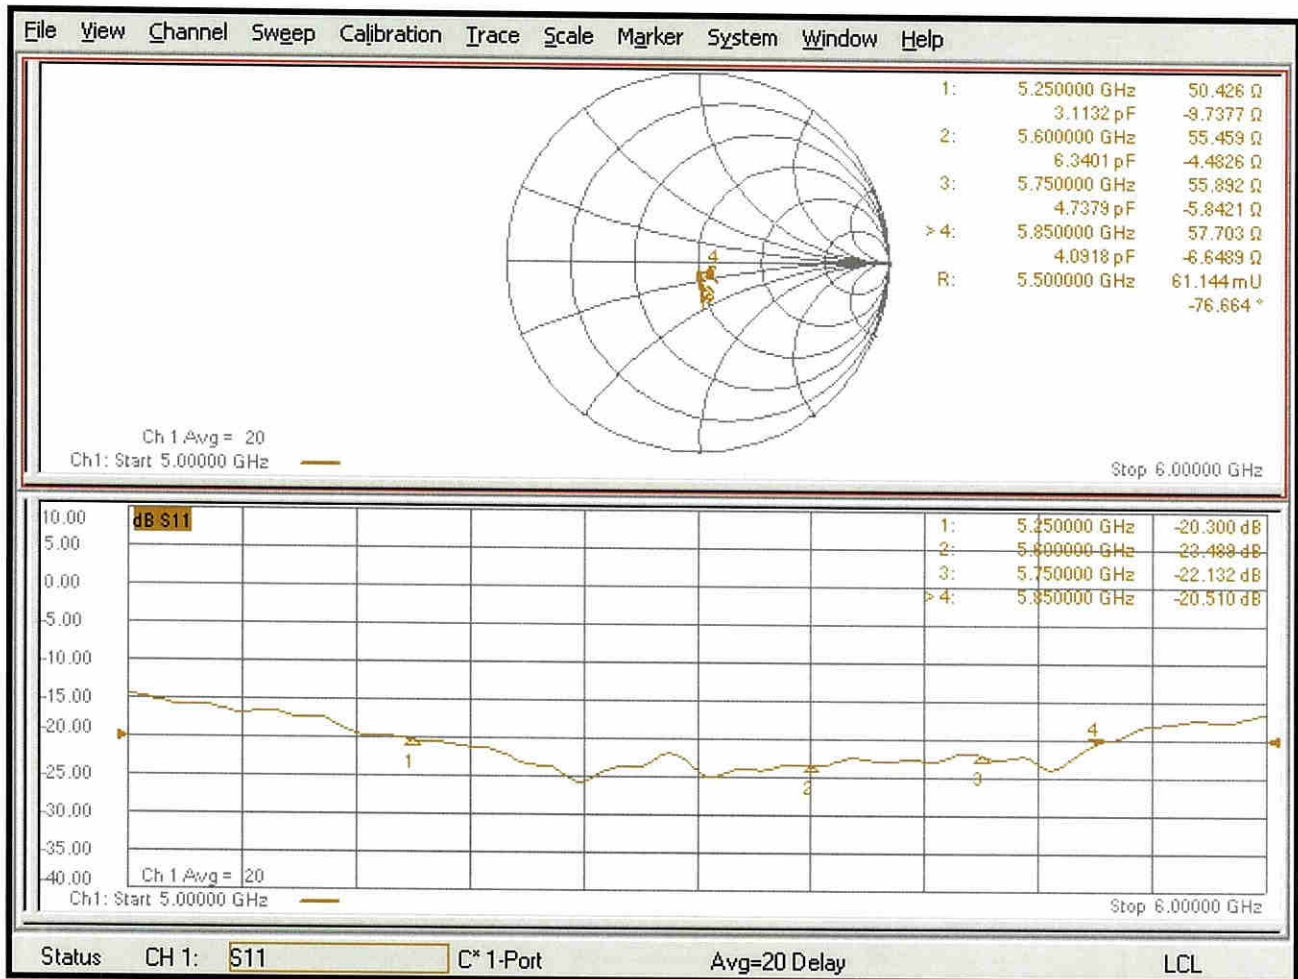 File View Channel Sweep Calibration Trace Scale Marker System Window Help
1: 5.250000 GHz 50.426 Ω
3.1132 pF -9.7377 Ω
2: 5.600000 GHz 55.459 Ω
6.3401 pF -4.4826 Ω
3: 5.750000 GHz 55.892 Ω
4.7379 pF -5.8421 Ω
> 4: 5.850000 GHz 57.703 Ω
4.0918 pF -6.6489 Ω
R: 5.500000 GHz 61.144 mU
-76.664 °
4
Ch 1 Avg = 20
Ch1: Start 5.00000 GHz
Stop 6.00000 GHz
dB S11
10.00
5.00
0.00
-5.00
-10.00
-15.00
-20.00
-25.00
-30.00
-35.00
-40.00
1: 5.250000 GHz -20.300 dB
2: 5.600000 GHz -23.489 dB
3: 5.750000 GHz -22.132 dB
> 4: 5.850000 GHz -20.510 dB
1
2
3
4
Ch 1 Avg = 20
Ch1: Start 5.00000 GHz
Stop 6.00000 GHz
Status CH 1: S11 C* 1-Port Avg=20 Delay LCL